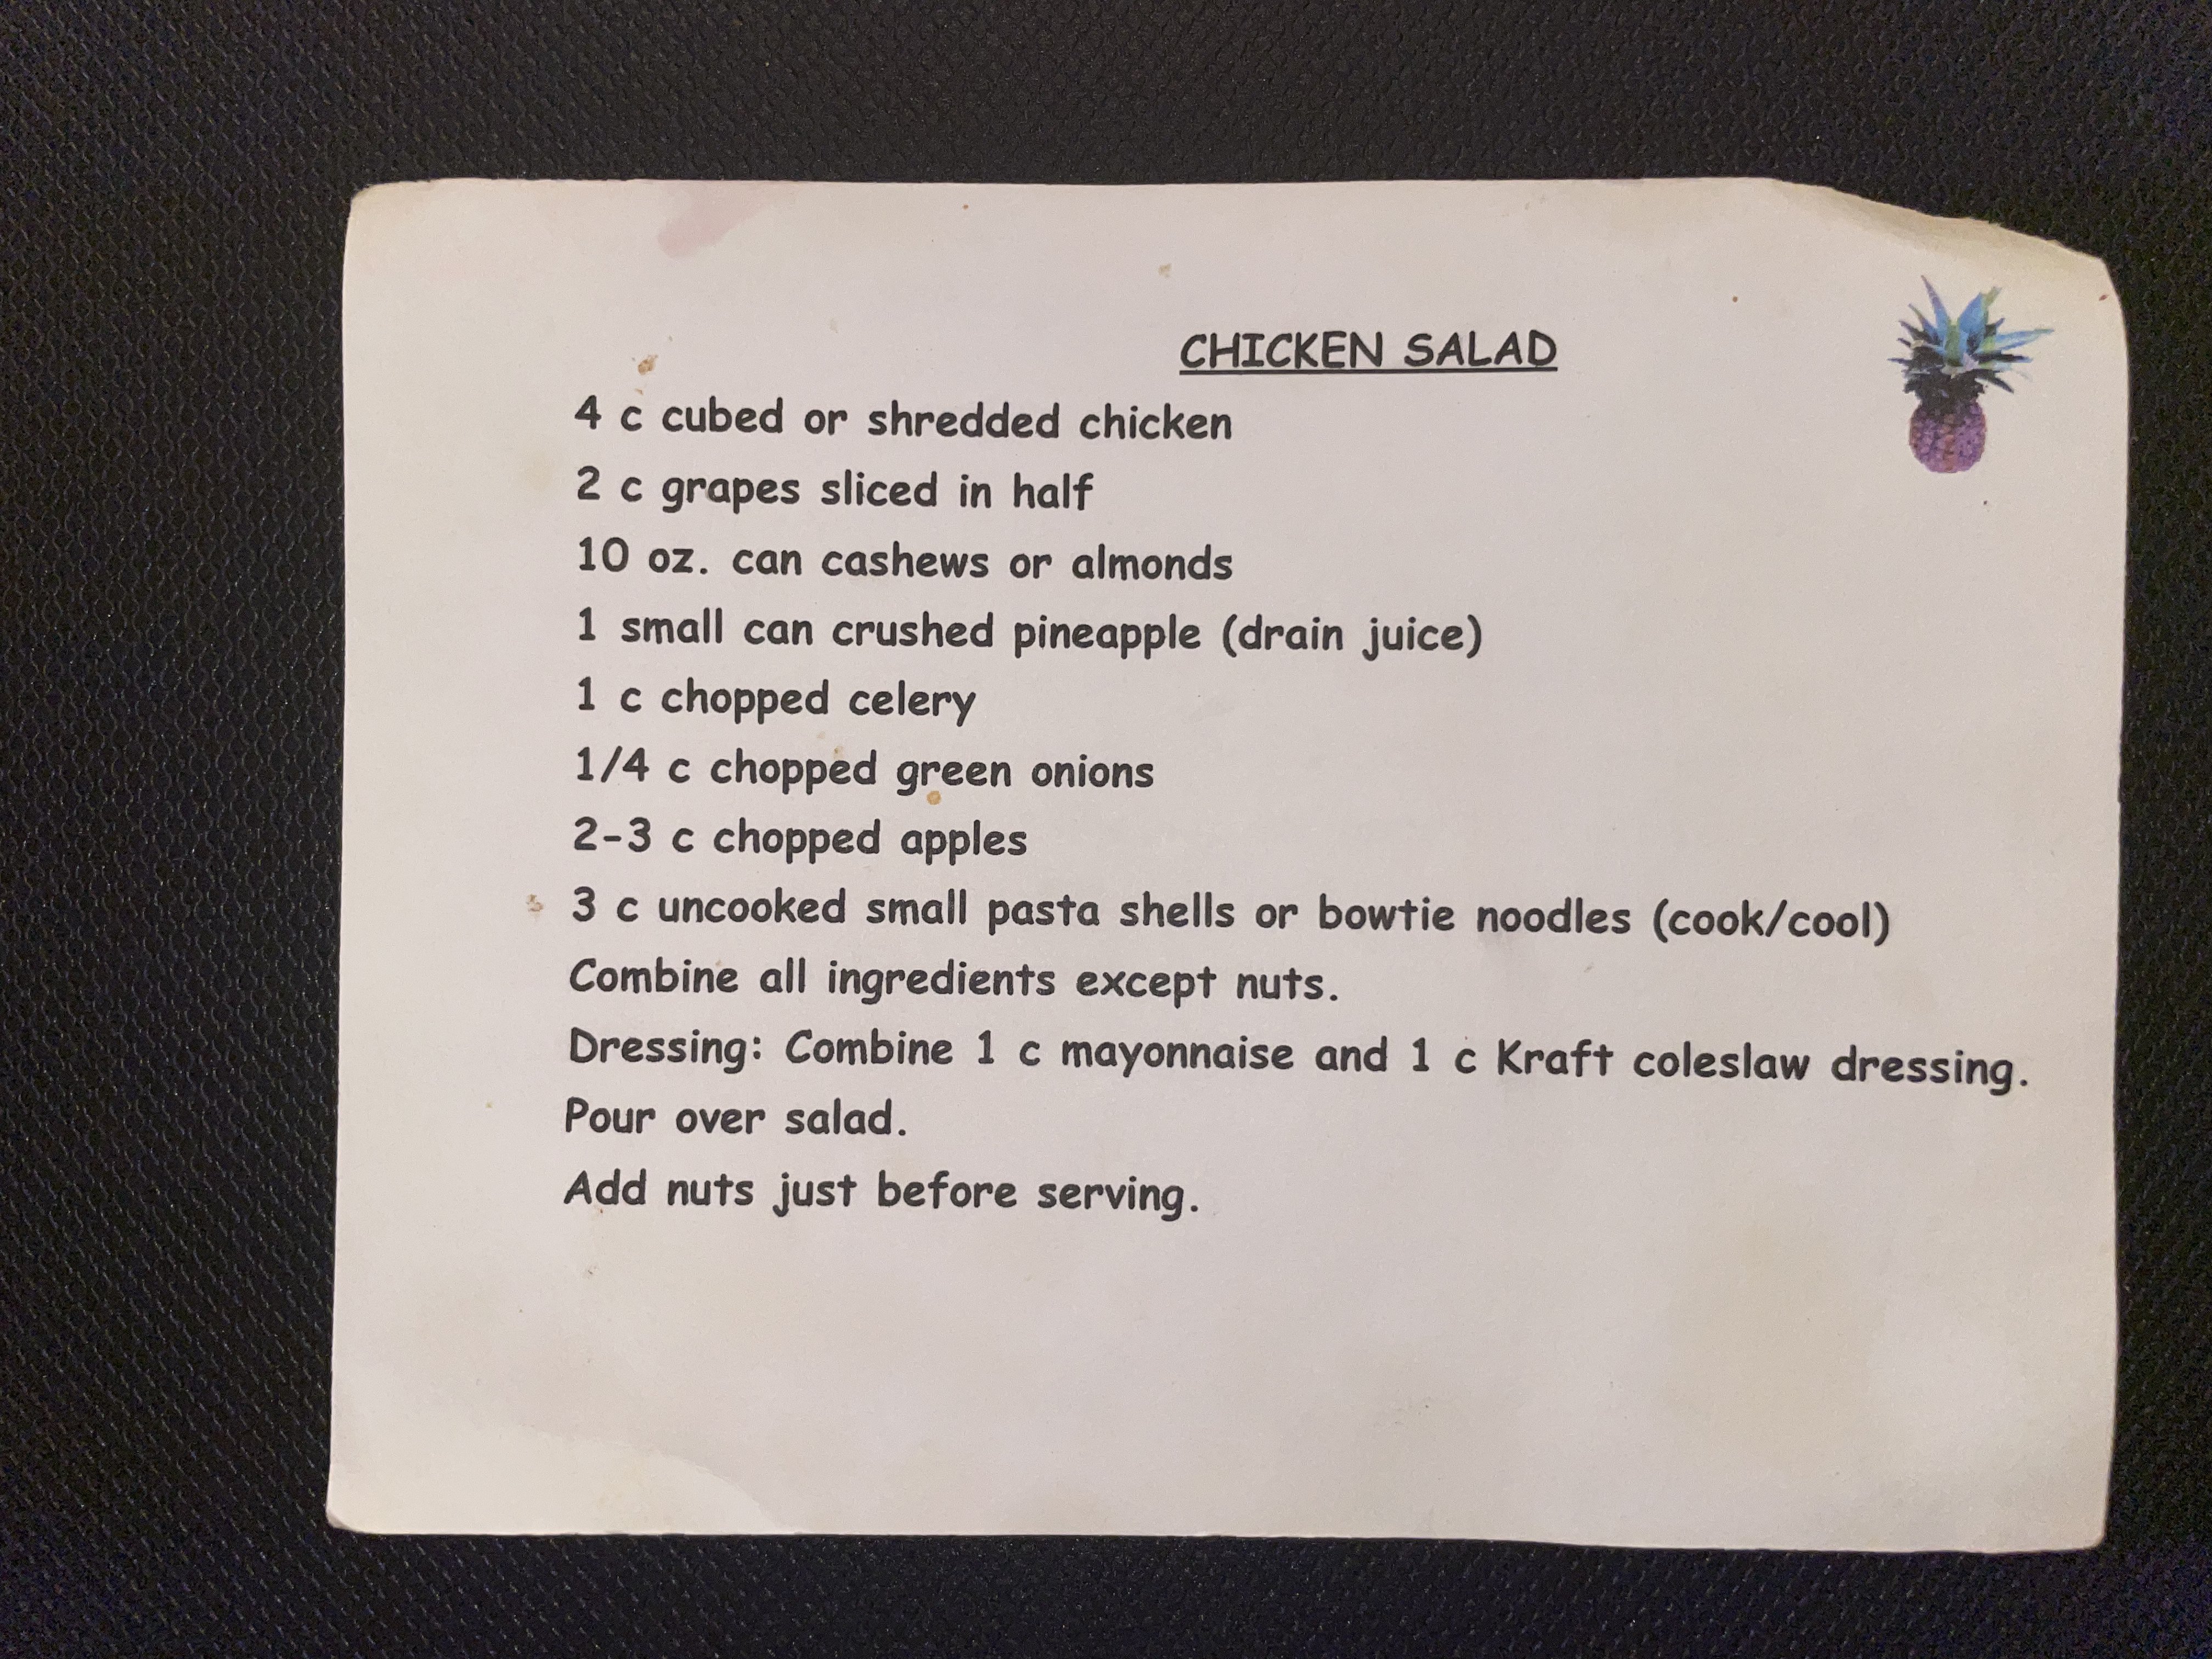 CHICKEN SALAD
4 c cubed or shredded chicken
2 c grapes sliced in half
10 oz. can cashews or almonds
1 small can crushed pineapple (drain juice)
1 c chopped celery
1/4 c chopped green onions
2-3 c chopped apples
3 c uncooked small pasta shells or bowtie noodles (cook/cool)
Combine all ingredients except nuts.
Dressing: Combine 1 c mayonnaise and 1 c Kraft coleslaw dressing.
Pour over salad.
Add nuts just before serving.